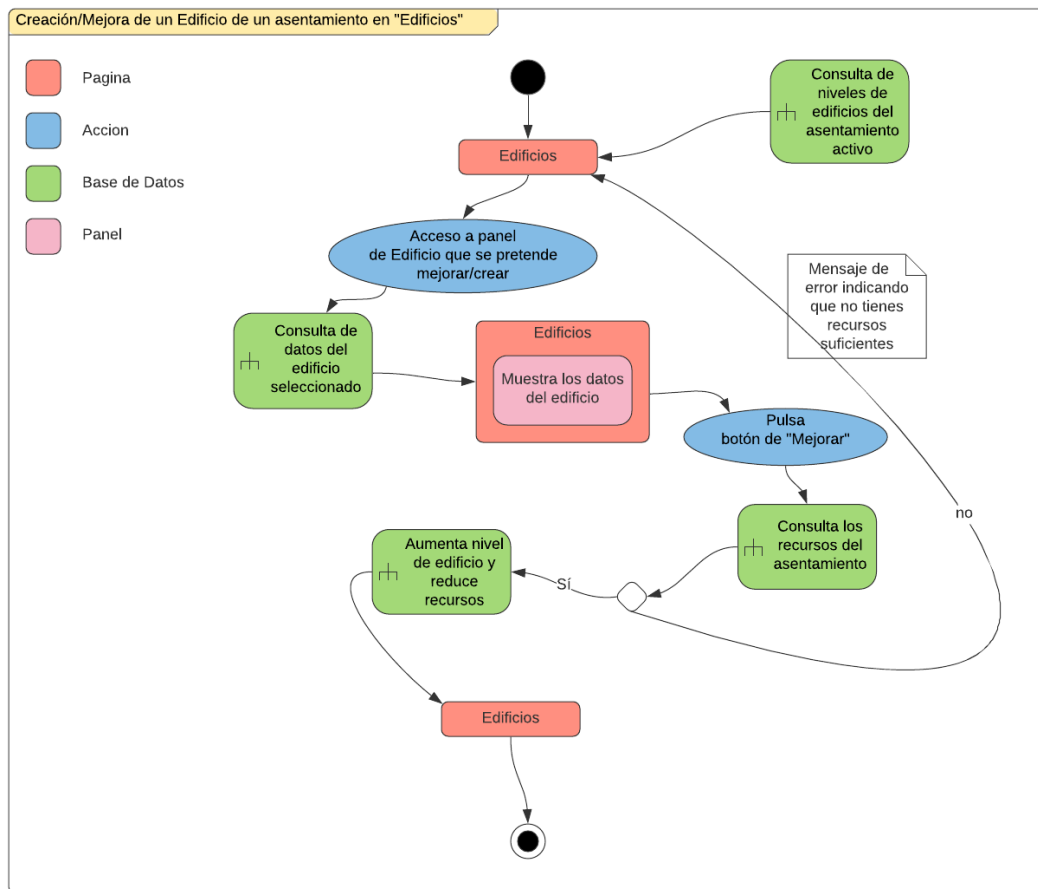 Creación/Mejora de un Edificio de un asentamiento en "Edificios"
Pagina
Accion
Base de Datos
Panel
Consulta de
niveles de
edificios del
asentamiento
activo
Edificios
Acceso a panel
de Edificio que se pretende
mejorar/crear
Mensaje de
error indicando
que no tienes
recursos
suficientes
Consulta de
datos del
edificio
seleccionado
Edificios
Muestra los datos
del edificio
Pulsa
botón de "Mejorar"
no
Consulta los
recursos del
asentamiento
Sí
Aumenta nivel
de edificio y
reduce
recursos
Edificios